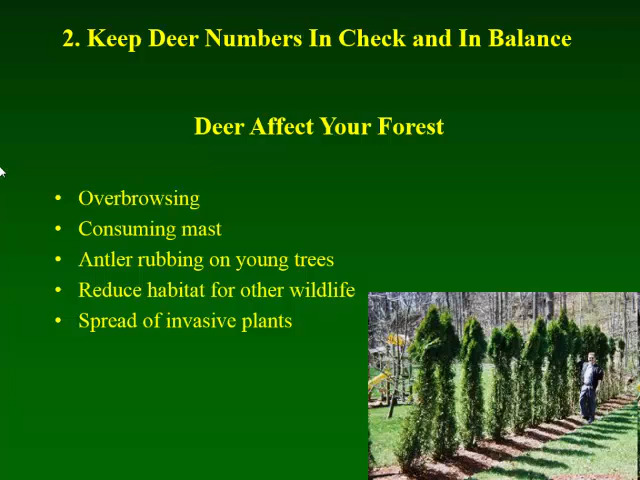 2. Keep Deer Numbers In Check and In Balance
Deer Affect Your Forest
• Overbrowsing
• Consuming mast
• Antler rubbing on young trees
• Reduce habitat for other wildlife
• Spread of invasive plants